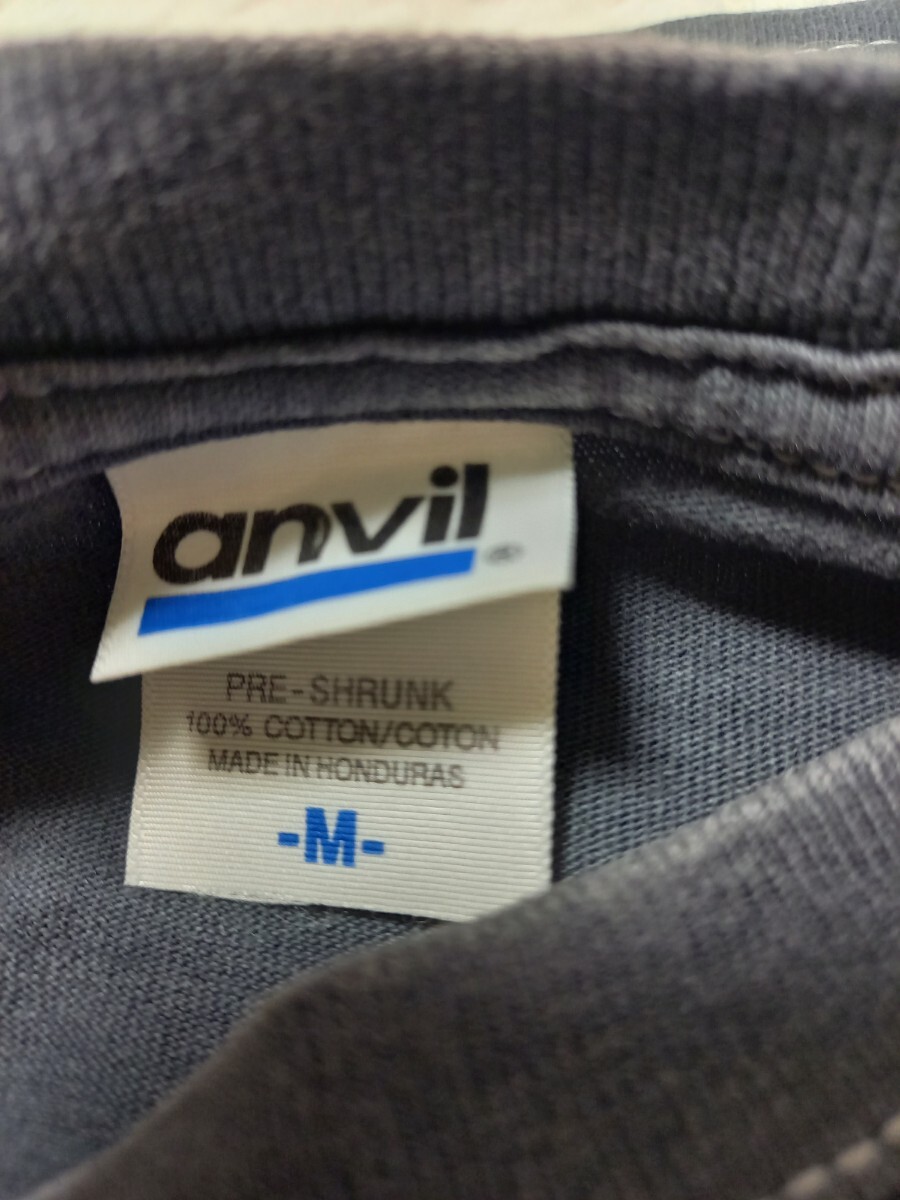 anvil®
PRE-SHRUNK
100% COTTON/COTON
MADE IN HONDURAS
-M-